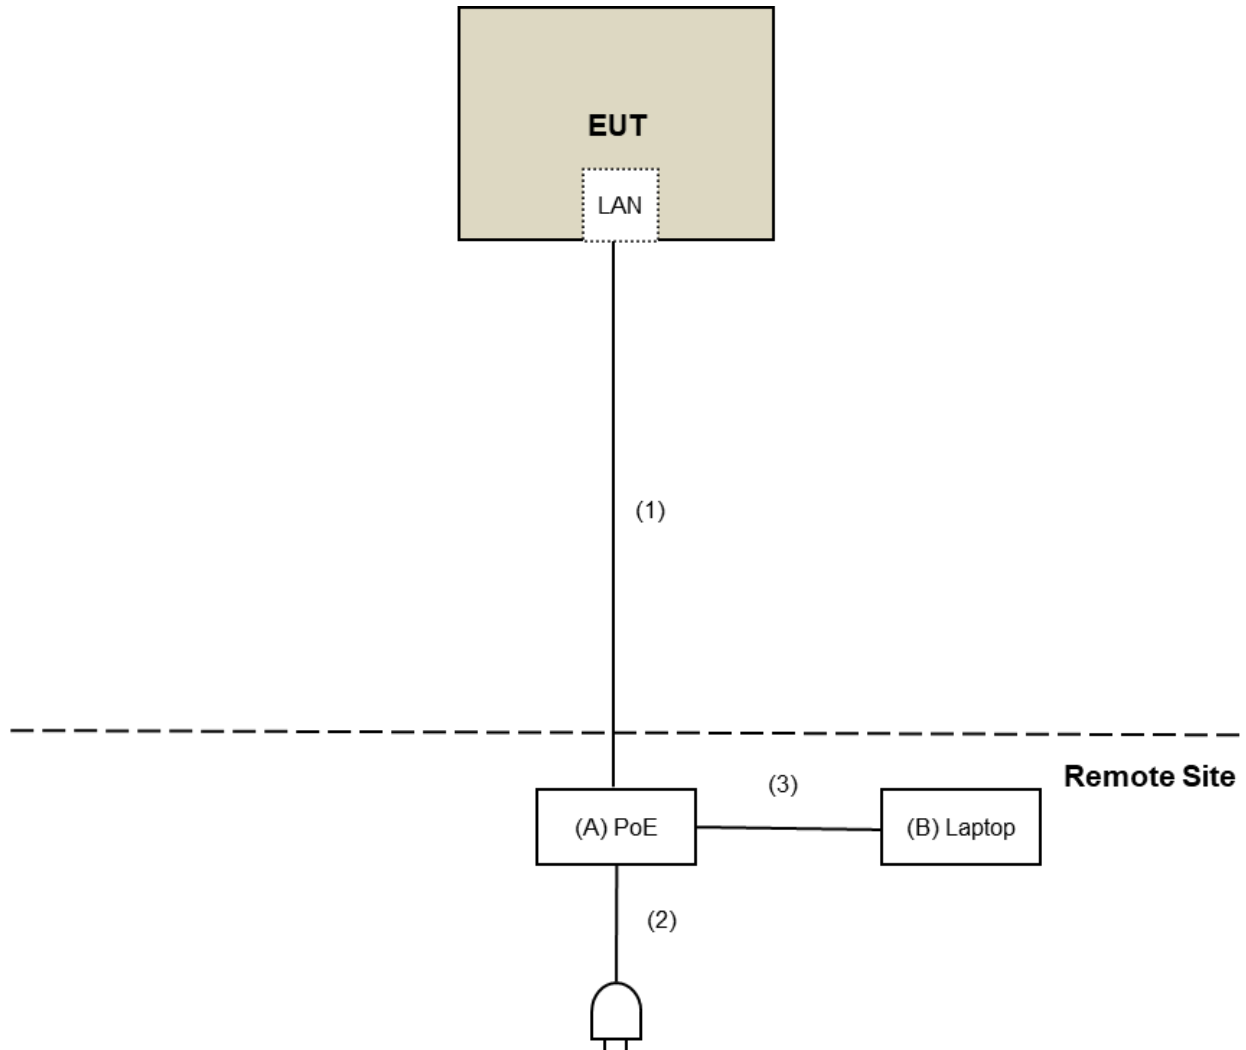 EUT
LAN
(1)
Remote Site
(3)
(A) PoE
(B) Laptop
(2)